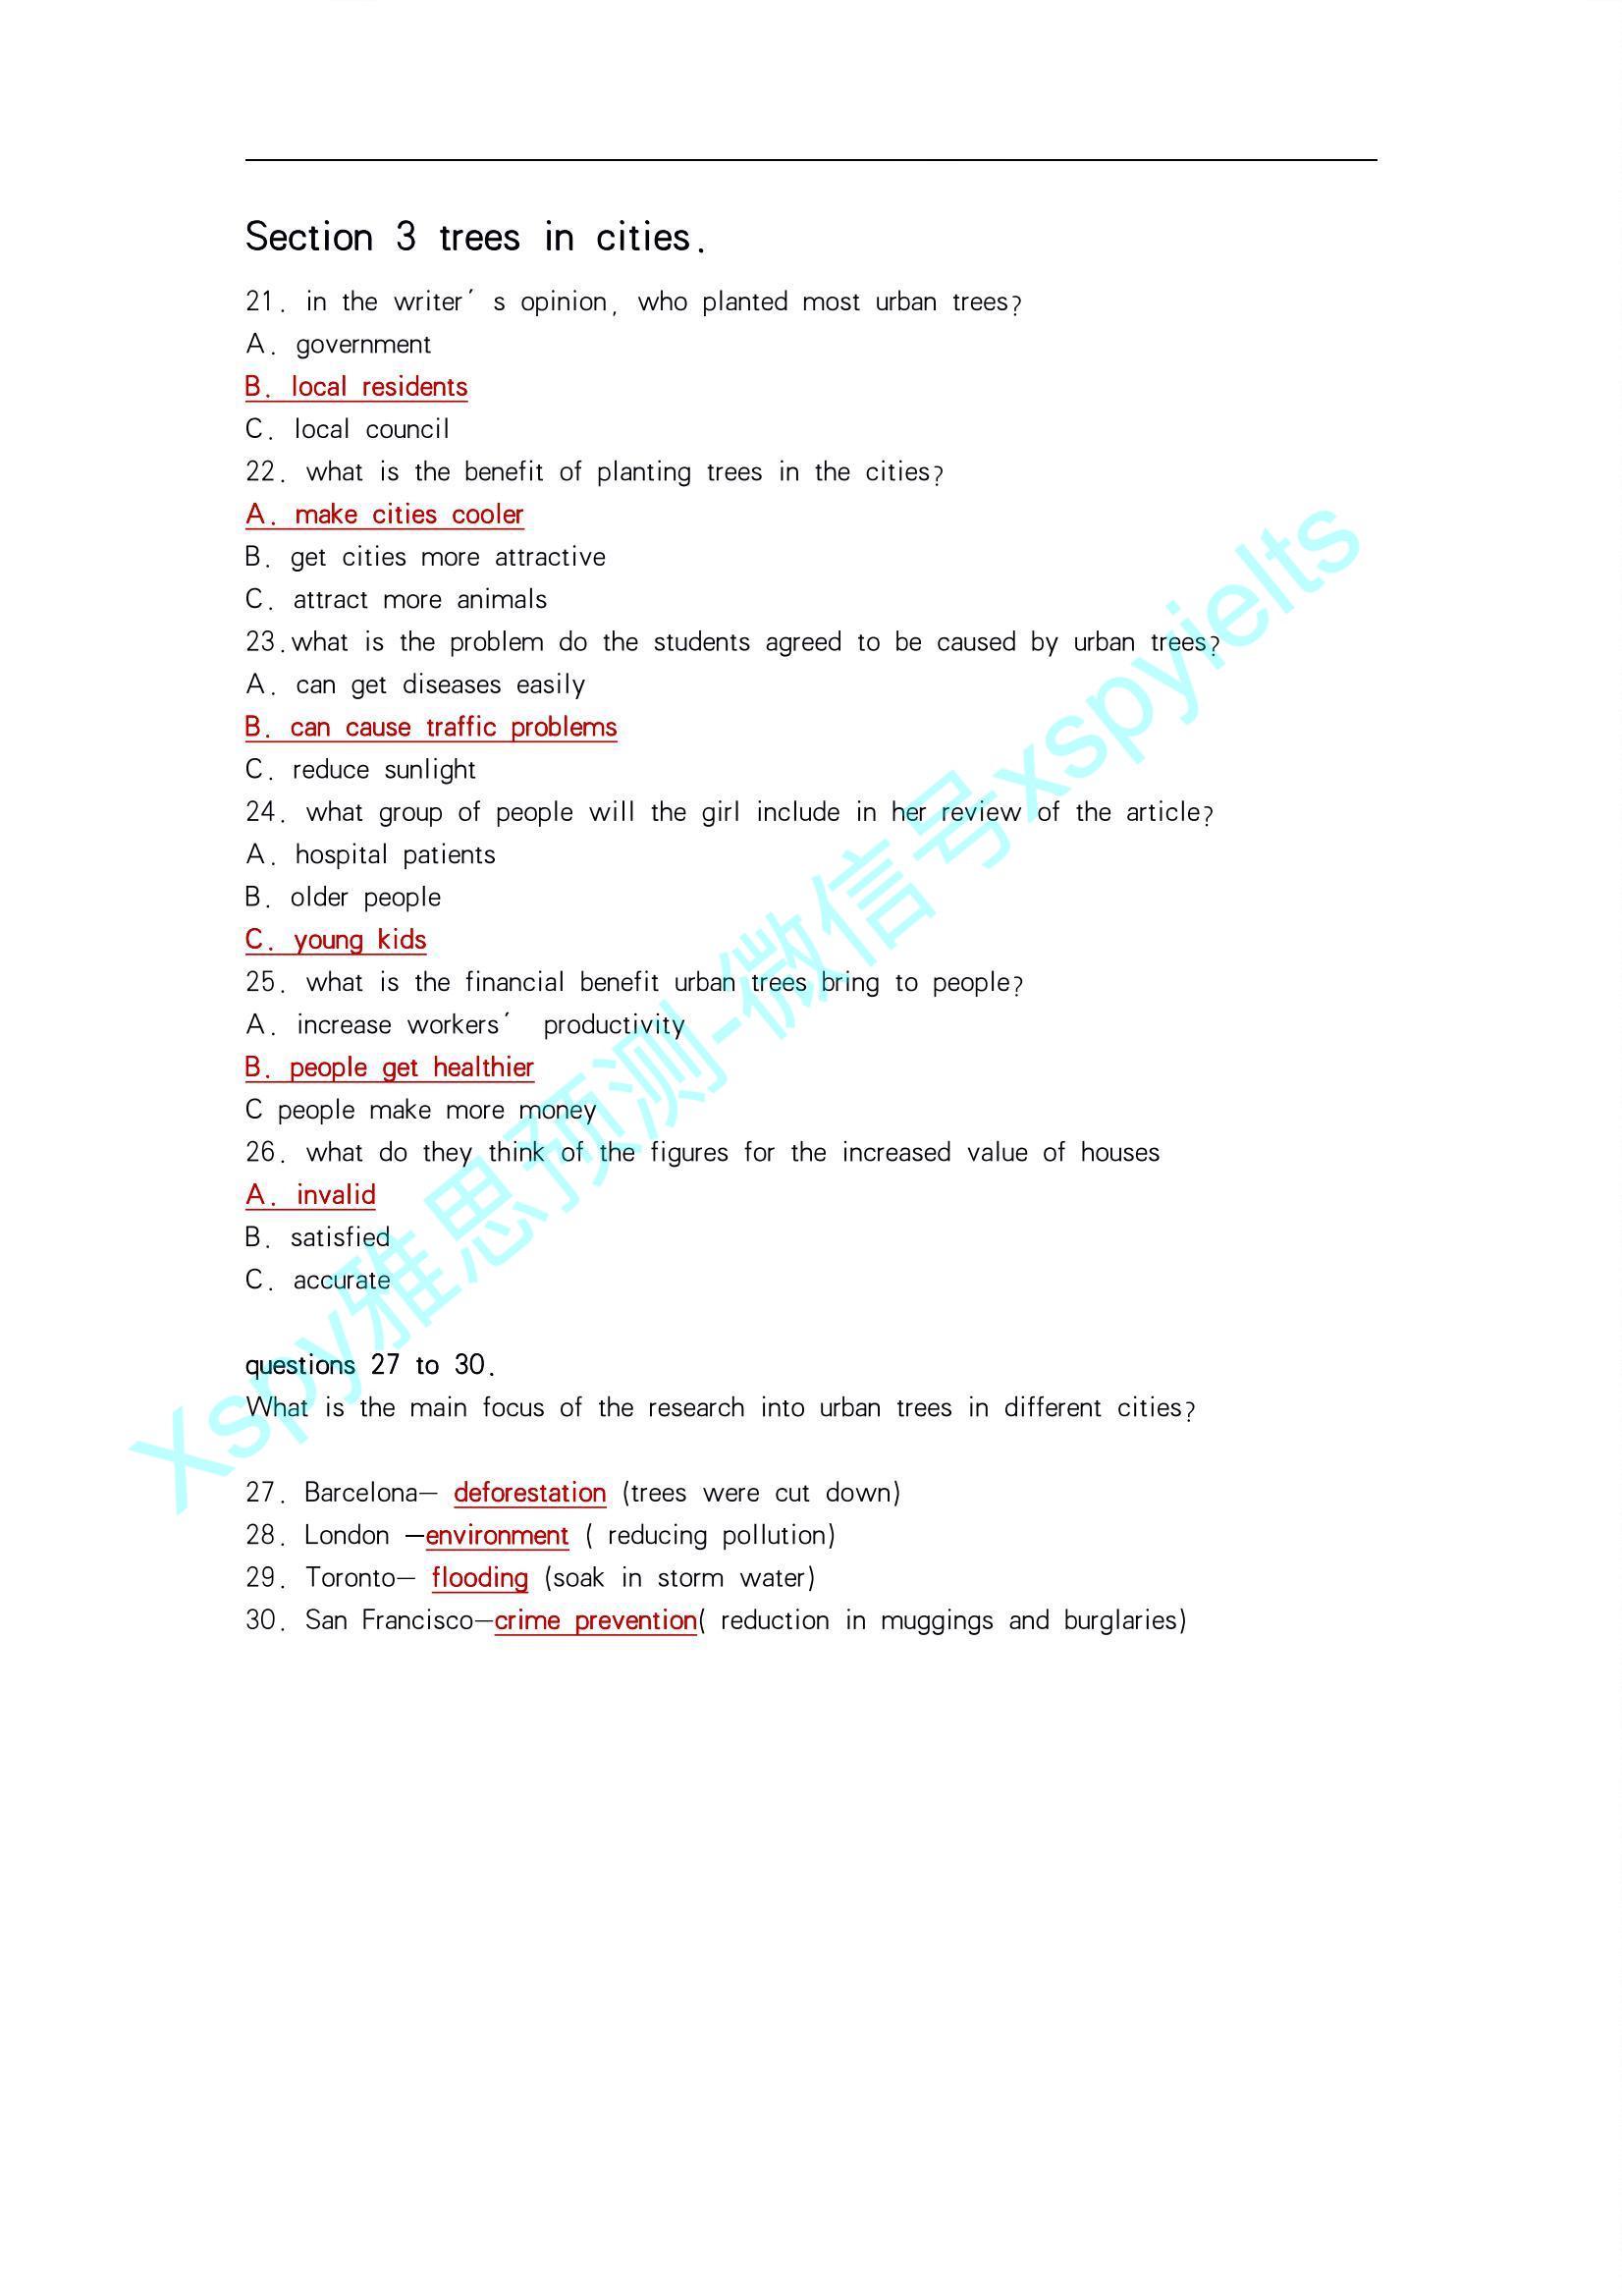 Section 3 trees in cities.
21. in the writer' s opinion, who planted most urban trees?
A. government
B. local residents
C. local council
22. what is the benefit of planting trees in the cities?
A. make cities cooler
B. get cities more attractive
C. attract more animals
23.what is the problem do the students agreed to be caused by urban trees?
A. can get diseases easily
B. can cause traffic problems
C. reduce sunlight
24. what group of people will the girl include in her review of the article?
A. hospital patients
B. older people
C. young kids
25. what is the financial benefit urban trees bring to people?
A. increase workers' productivity
B. people get healthier
C people make more money
26. what do they think of the figures for the increased value of houses
A. invalid
B. satisfied
C. accurate
questions 27 to 30.
What is the main focus of the research into urban trees in different cities?
27. Barcelona— deforestation (trees were cut down)
28. London —environment ( reducing pollution)
29. Toronto— flooding (soak in storm water)
30. San Francisco—crime prevention( reduction in muggings and burglaries)
Xspy雅思预测-微信号xspyielts